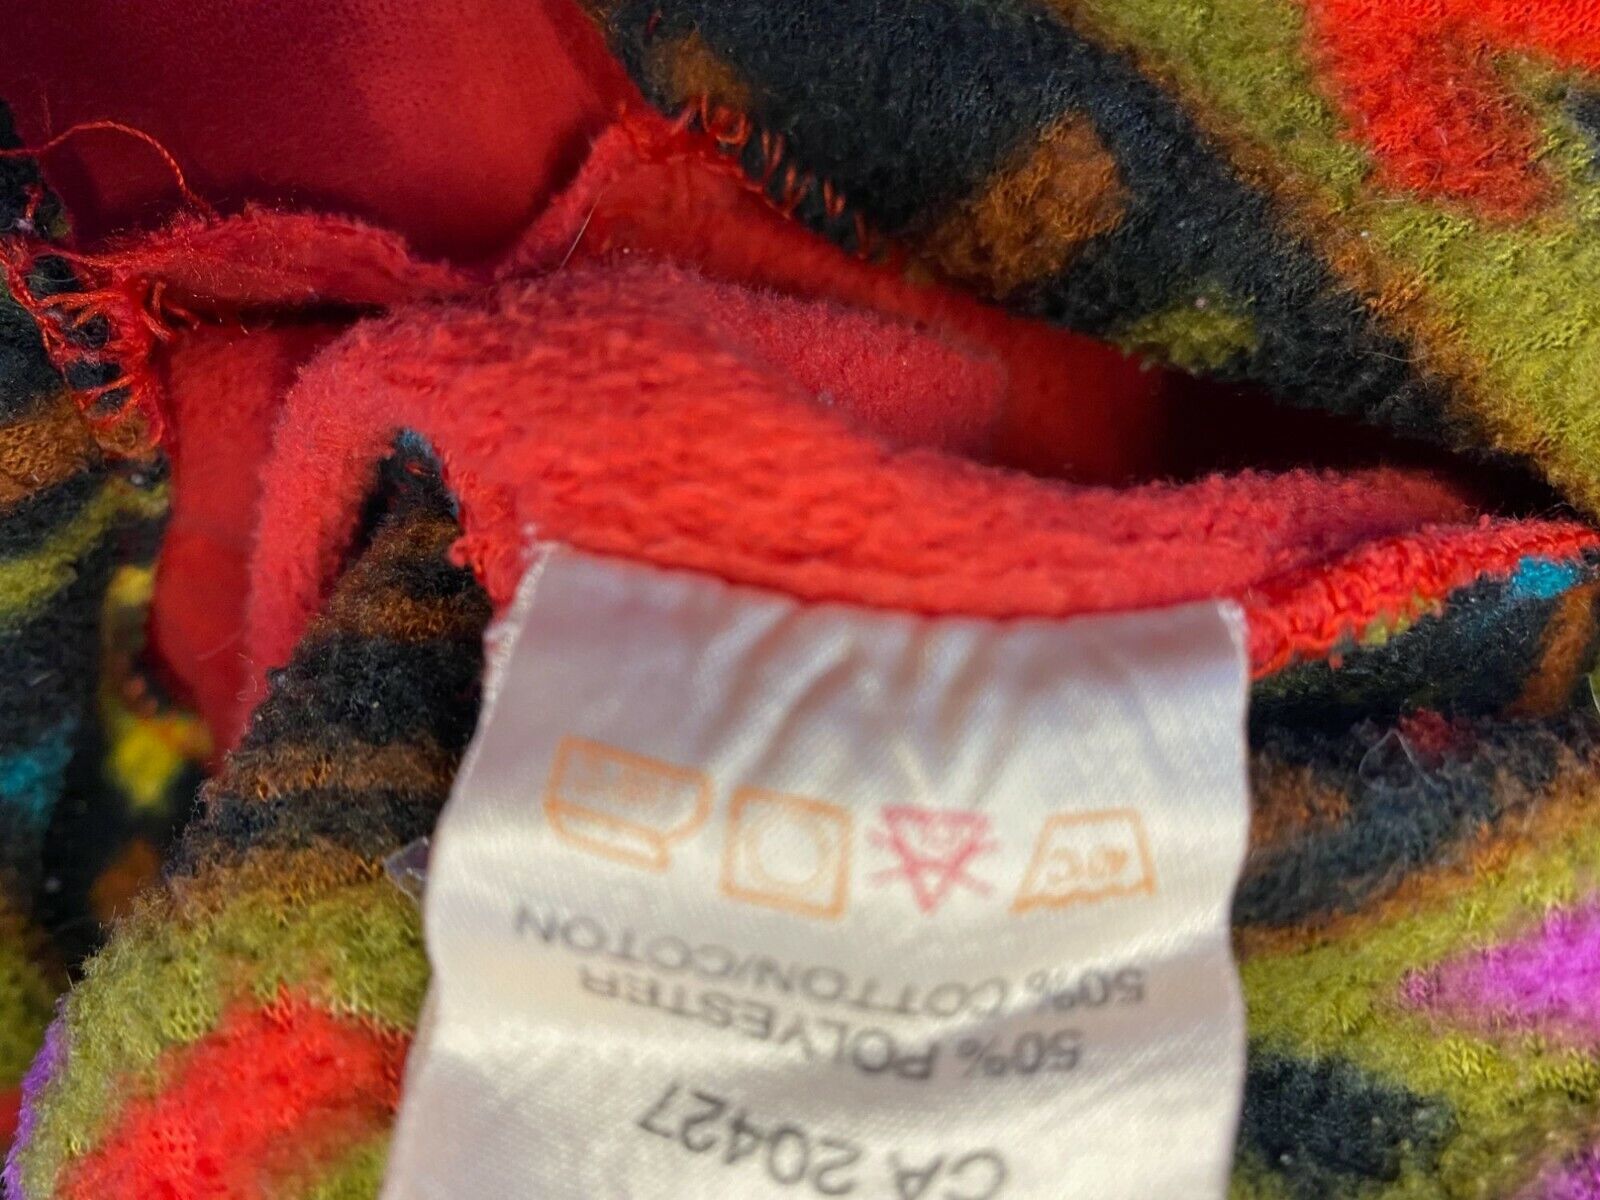 CA 20427
50% POLYESTER
50% COTTON/COTON